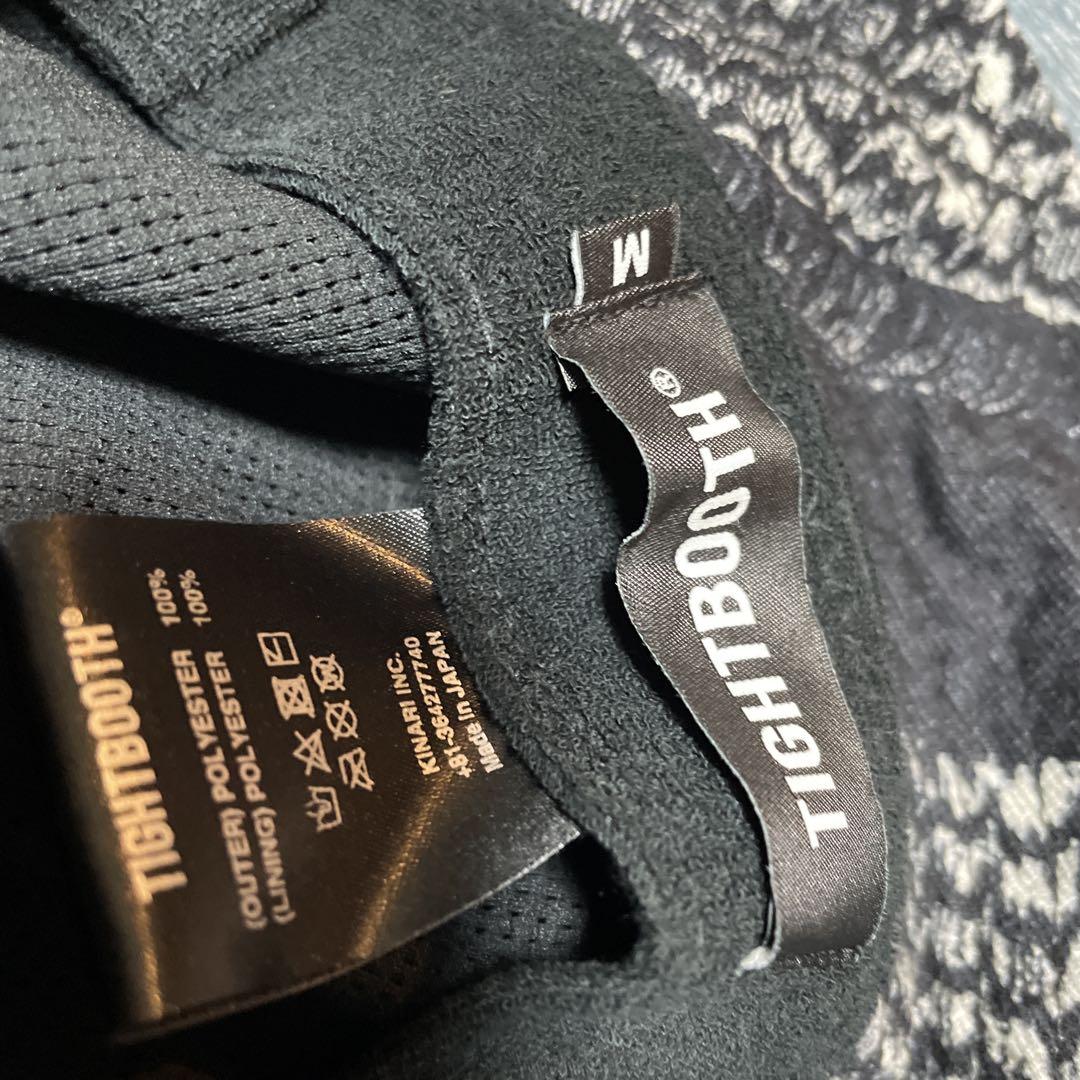 M
TIGHTBOOTH®
TIGHTBOOTH®
(OUTER) POLYESTER 100%
(LINING) POLYESTER 100%
KINARI INC.
+81-364277740
Made In JAPAN